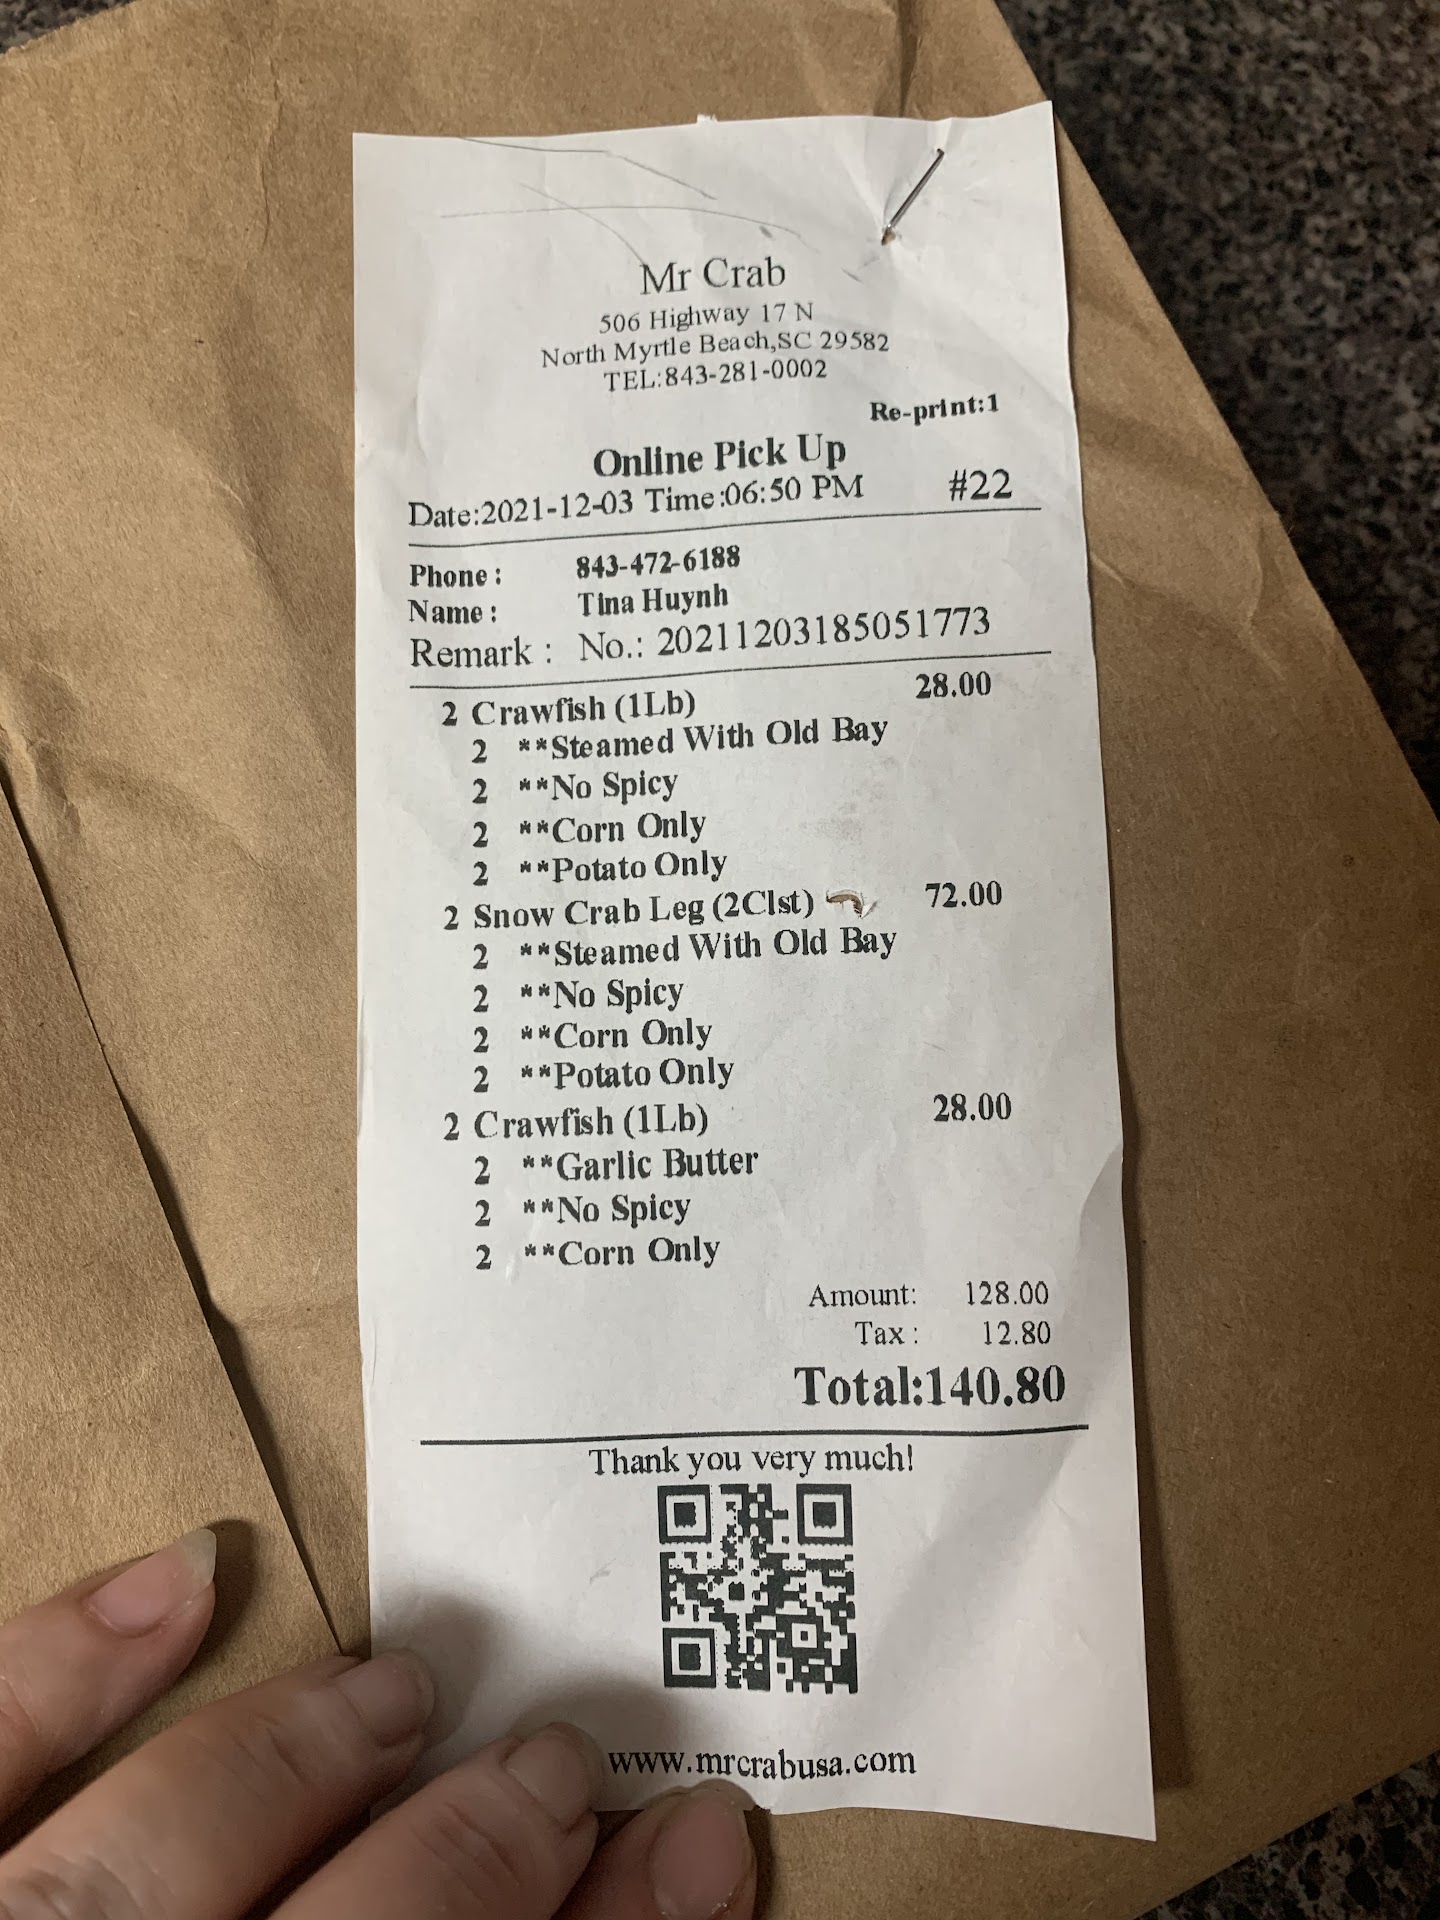 Mr Crab
506 Highway 17 N
North Myrtle Beach,SC 29582
TEL:843-281-0002
Re-print:1
Online Pick Up
Date:2021-12-03 Time:06:50 PM #22
Phone : 843-472-6188
Name : Tina Huynh
Remark : No.: 20211203185051773
2 Crawfish (1Lb) 28.00
2 **Steamed With Old Bay
2 **No Spicy
2 **Corn Only
2 **Potato Only
2 Snow Crab Leg (2Clst) 72.00
2 **Steamed With Old Bay
2 **No Spicy
2 **Corn Only
2 **Potato Only
2 Crawfish (1Lb) 28.00
2 **Garlic Butter
2 **No Spicy
2 **Corn Only
Amount: 128.00
Tax : 12.80
Total:140.80
Thank you very much!
www.mrcrabusa.com